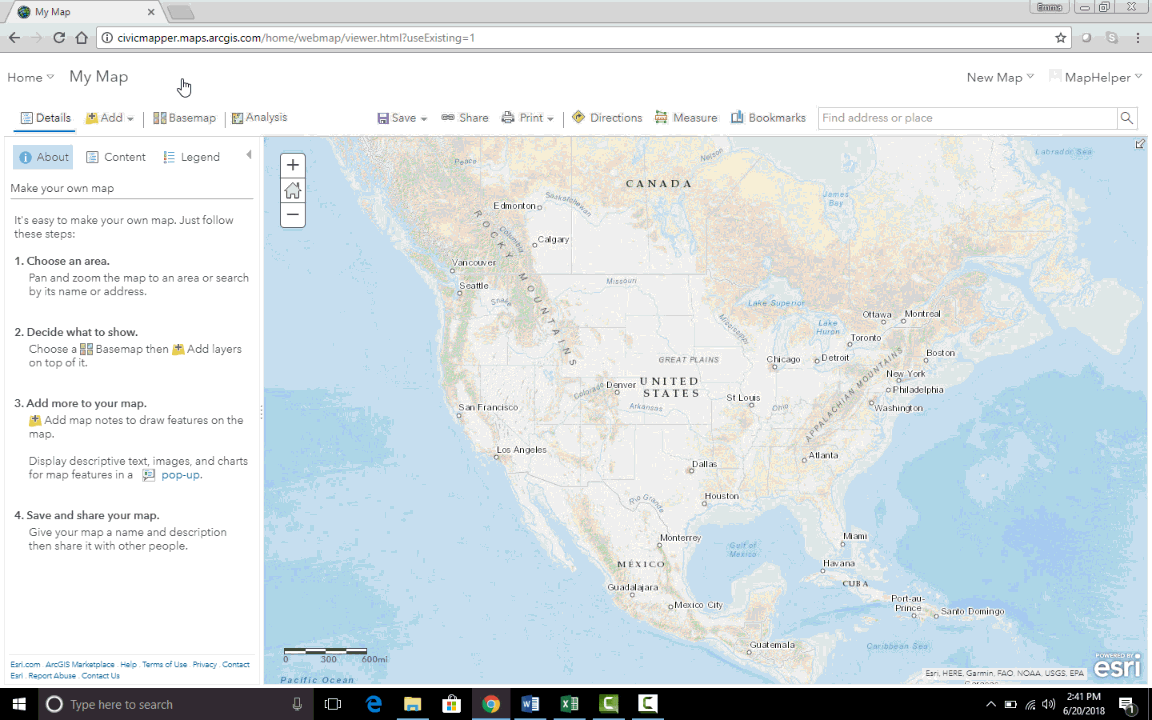 My Map
Emma
civicmapper.maps.arcgis.com/home/webmap/viewer.html?useExisting=1
Home My Map New Map MapHelper
Details Add Basemap Analysis Save Share Print Directions Measure Bookmarks Find address or place
About Content Legend
Make your own map
It's easy to make your own map. Just follow
these steps:
1. Choose an area.
Pan and zoom the map to an area or search
by its name or address.
2. Decide what to show.
Choose a Basemap then Add layers
on top of it.
3. Add more to your map.
Add map notes to draw features on the
map.
Display descriptive text, images, and charts
for map features in a pop-up.
4. Save and share your map.
Give your map a name and description
then share it with other people.
Esri.com ArcGIS Marketplace Help Terms of Use Privacy Contact
Esri Report Abuse Contact Us
Labrador Sea
Peace
Nelson
CANADA
James
Bay
Edmonton
Saskatchewan
Columbia
Calgary
ROCKY MOUNTAINS
Vancouver
Seattle
Snake
Missouri
Mississippi
Lake Superior
Lake
Huron
Ottawa
Montreal
Toronto
Boston
GREAT PLAINS
Chicago
Detroit
New York
Philadelphia
APPALACHIAN MOUNTAINS
Denver
Colorado
UNITED
STATES
Arkansas
St Louis
Ohio
Washington
San Francisco
Los Angeles
Atlanta
Dallas
Houston
Rio Grande
Monterrey
Gulf of
Mexico
Miami
Havana
MÉXICO
CUBA
Guadalajara
Mexico City
Port-au-
Prince
Santo Domingo
Guatemala
Caribbean Sea
0 300 600mi
Pacific Ocean
Esri, HERE, Garmin, FAO, NOAA, USGS, EPA
POWERED BY
esri
Type here to search
2:41 PM
6/20/2018
1